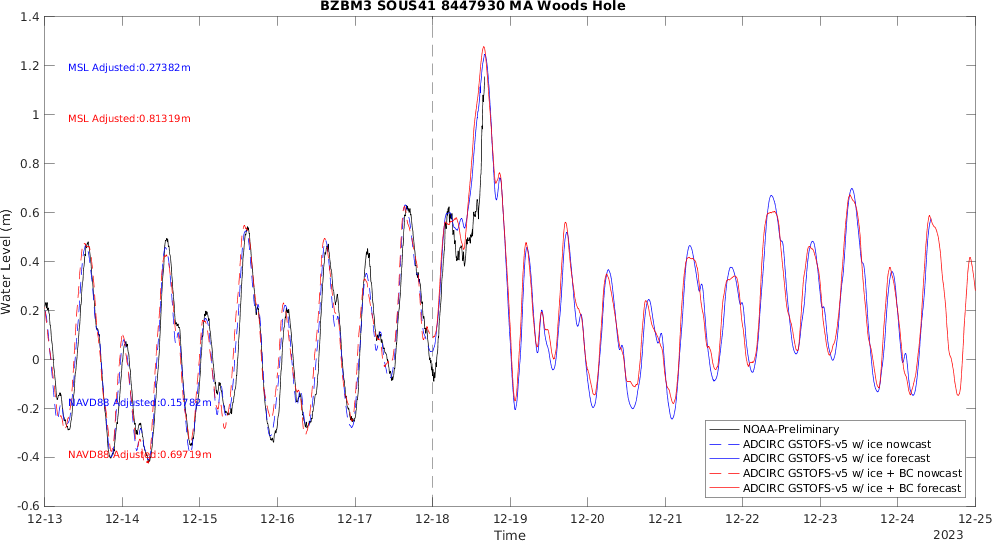 BZBM3 SOUS41 8447930 MA Woods Hole
Water Level (m)
1.4
1.2
1
0.8
0.6
0.4
0.2
0
-0.2
-0.4
-0.6
MSL Adjusted:0.27382m
MSL Adjusted:0.81319m
NAVD88 Adjusted:0.15782m
NAVD88 Adjusted:0.69719m
NOAA-Preliminary
ADCIRC GSTOFS-v5 w/ ice nowcast
ADCIRC GSTOFS-v5 w/ ice forecast
ADCIRC GSTOFS-v5 w/ ice + BC nowcast
ADCIRC GSTOFS-v5 w/ ice + BC forecast
12-13 12-14 12-15 12-16 12-17 12-18 12-19 12-20 12-21 12-22 12-23 12-24 12-25
Time
2023